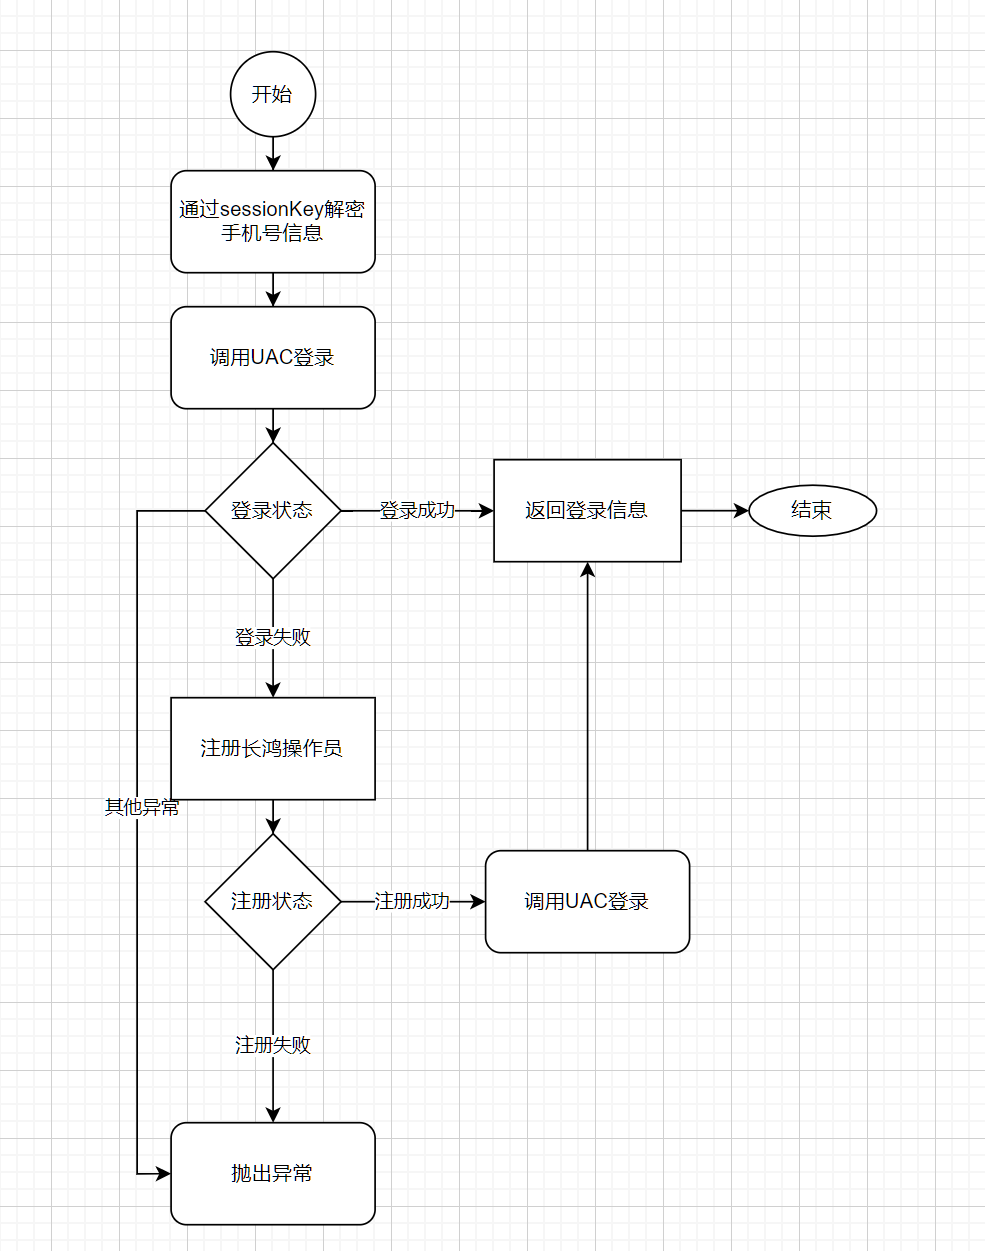 开始
通过sessionKey解密
手机号信息
调用UAC登录
登录状态
登录成功
返回登录信息
结束
登录失败
注册长鸿操作员
其他异常
注册状态
注册成功
调用UAC登录
注册失败
抛出异常